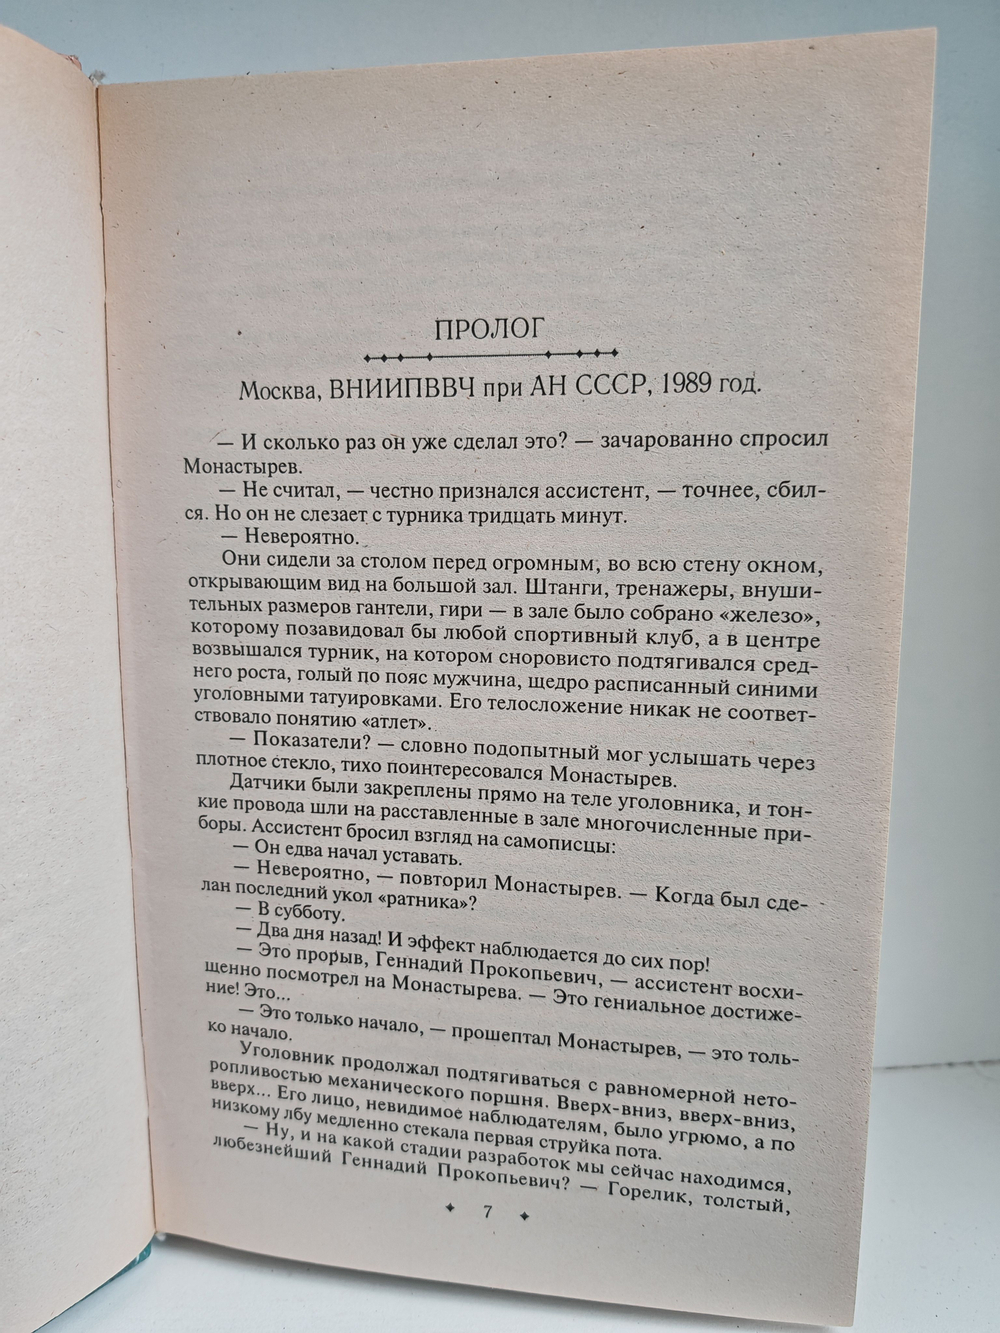 ПРОЛОГ
Москва, ВНИИПВВЧ при АН СССР, 1989 год.
— И сколько раз он уже сделал это? — зачарованно спросил
Монастырев.
— Не считал, — честно признался ассистент, — точнее, сбил-
ся. Но он не слезает с турника тридцать минут.
— Невероятно.
Они сидели за столом перед огромным, во всю стену окном,
открывающим вид на большой зал. Штанги, тренажеры, внуши-
тельных размеров гантели, гири — в зале было собрано «железо»,
которому позавидовал бы любой спортивный клуб, а в центре
возвышался турник, на котором сноровисто подтягивался сред-
него роста, голый по пояс мужчина, щедро расписанный синими
уголовными татуировками. Его телосложение никак не соответ-
ствовало понятию «атлет».
— Показатели? — словно подопытный мог услышать через
плотное стекло, тихо поинтересовался Монастырев.
Датчики были закреплены прямо на теле уголовника, и тон-
кие провода шли на расставленные в зале многочисленные при-
боры. Ассистент бросил взгляд на самописцы:
— Он едва начал уставать.
— Невероятно, — повторил Монастырев. — Когда был сде-
лан последний укол «ратника»?
— В субботу.
— Два дня назад! И эффект наблюдается до сих пор!
— Это прорыв, Геннадий Прокопьевич, — ассистент восхи-
щенно посмотрел на Монастырева. — Это гениальное достиже-
ние! Это...
— Это только начало, — прошептал Монастырев, — это толь-
ко начало.
Уголовник продолжал подтягиваться с равномерной нето-
ропливостью механического поршня. Вверх-вниз, вверх-вниз,
вверх... Его лицо, невидимое наблюдателям, было угрюмо, а по
низкому лбу медленно стекала первая струйка пота.
— Ну, и на какой стадии разработок мы сейчас находимся,
любезнейший Геннадий Прокопьевич? — Горелик, толстый,
7